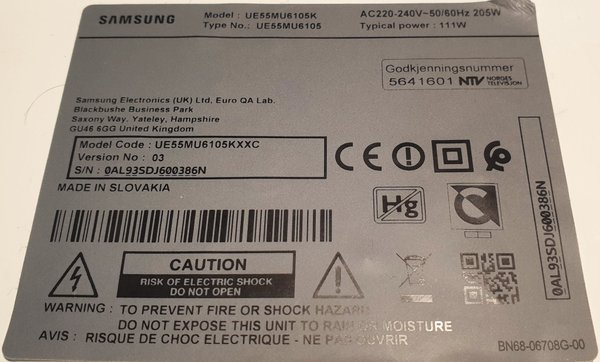 SAMSUNG
Model : UE55MU6105K
Type No.: UE55MU6105
AC220-240V~50/60Hz 205W
Typical power : 111W
Godkjenningsnummer
5641601 NTV NORGES TELEVISJON
Samsung Electronics (UK) Ltd, Euro QA Lab.
Blackbushe Business Park
Saxony Way. Yateley, Hampshire
GU46 6GG United Kingdom
Model Code : UE55MU6105KXXC
Version No : 03
S/N : 0AL93SDJ600386N
MADE IN SLOVAKIA
CE
Hg
0AL93SDJ600386N
CAUTION
RISK OF ELECTRIC SHOCK
DO NOT OPEN
WARNING : TO PREVENT FIRE OR SHOCK HAZARD
DO NOT EXPOSE THIS UNIT TO RAIN OR MOISTURE
AVIS : RISQUE DE CHOC ELECTRIQUE - NE PAS OUVRIR
BN68-06708G-00